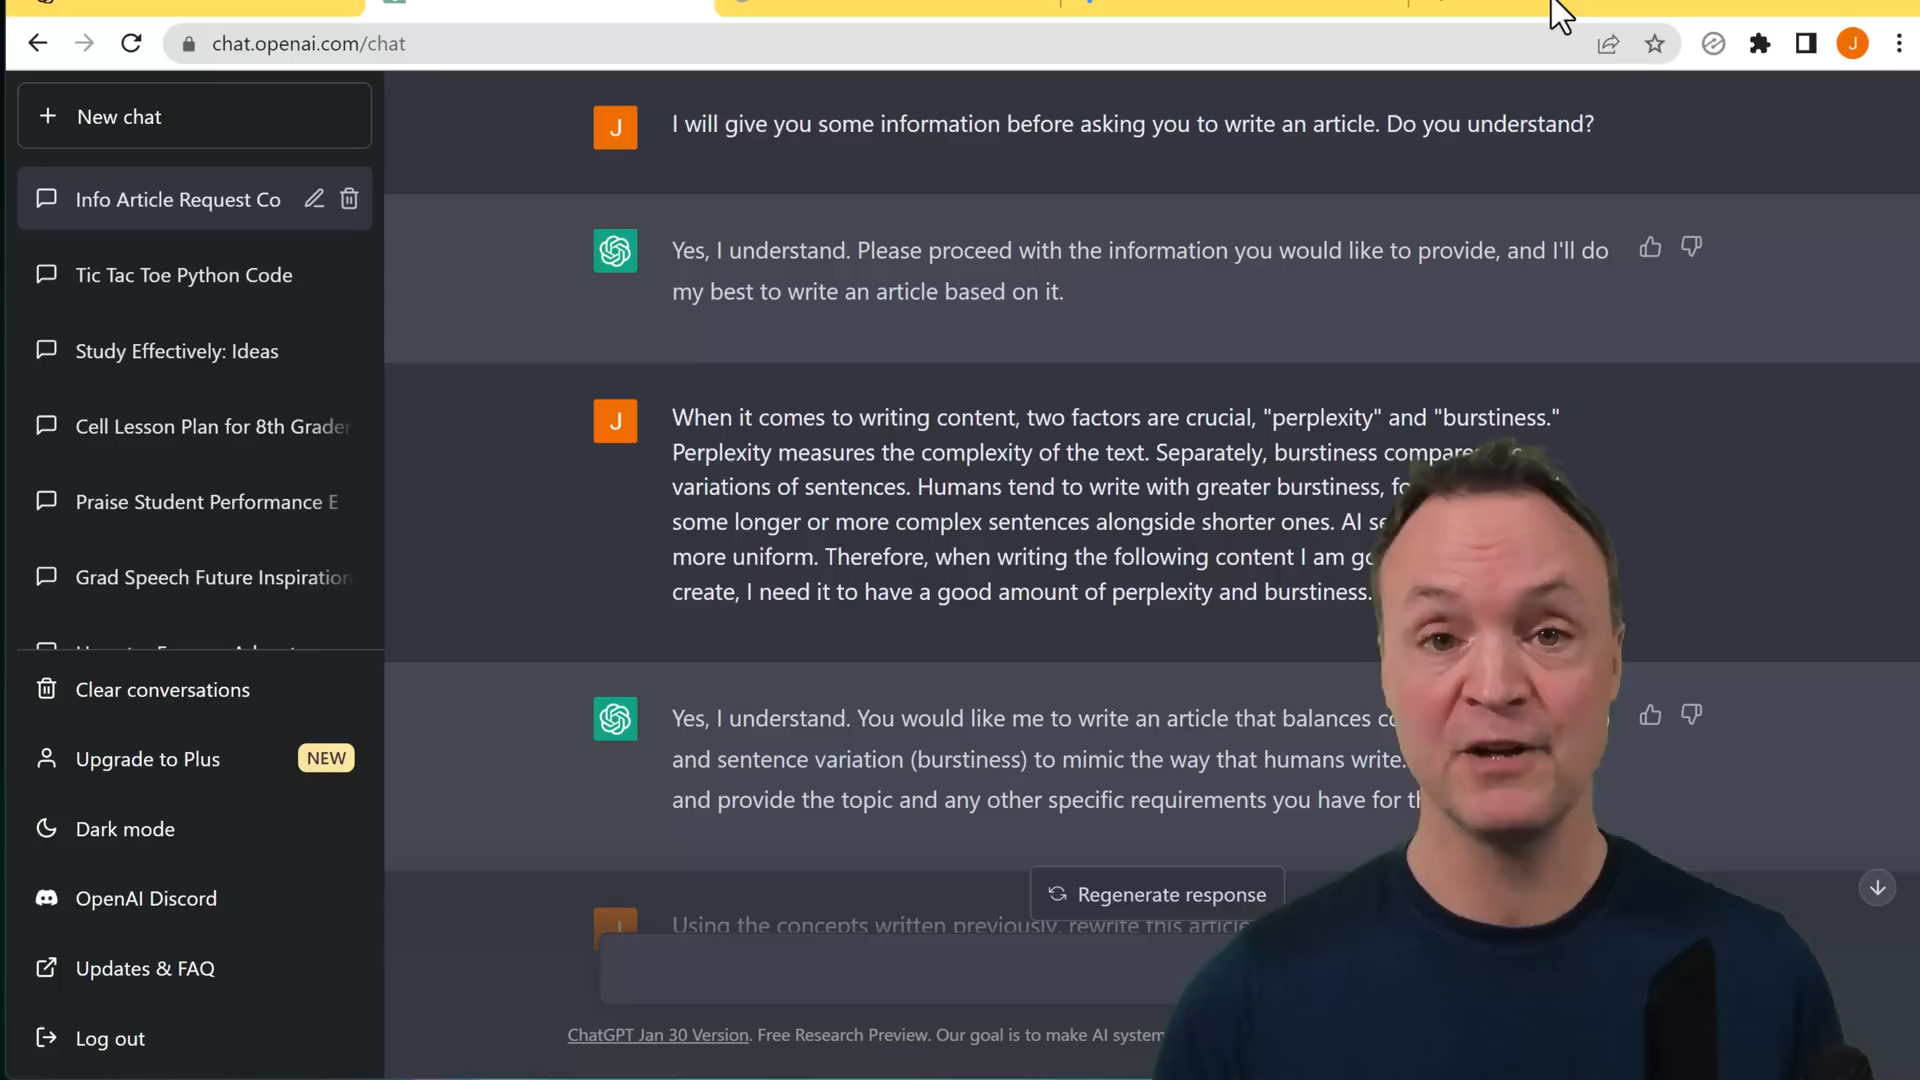 chat.openai.com/chat
J
New chat
Info Article Request Co
Tic Tac Toe Python Code
Study Effectively: Ideas
Cell Lesson Plan for 8th Grader
Praise Student Performance E
Grad Speech Future Inspiration
Clear conversations
Upgrade to Plus
NEW
Dark mode
OpenAI Discord
Updates & FAQ
Log out
J
I will give you some information before asking you to write an article. Do you understand?
Yes, I understand. Please proceed with the information you would like to provide, and I'll do
my best to write an article based on it.
J
When it comes to writing content, two factors are crucial, "perplexity" and "burstiness."
Perplexity measures the complexity of the text. Separately, burstiness compare
variations of sentences. Humans tend to write with greater burstiness, fo
some longer or more complex sentences alongside shorter ones. AI se
more uniform. Therefore, when writing the following content I am go
create, I need it to have a good amount of perplexity and burstiness.
Yes, I understand. You would like me to write an article that balances co
and sentence variation (burstiness) to mimic the way that humans write.
and provide the topic and any other specific requirements you have for th
Regenerate response
Using the concepts written previously, rewrite this article
ChatGPT Jan 30 Version. Free Research Preview. Our goal is to make AI system